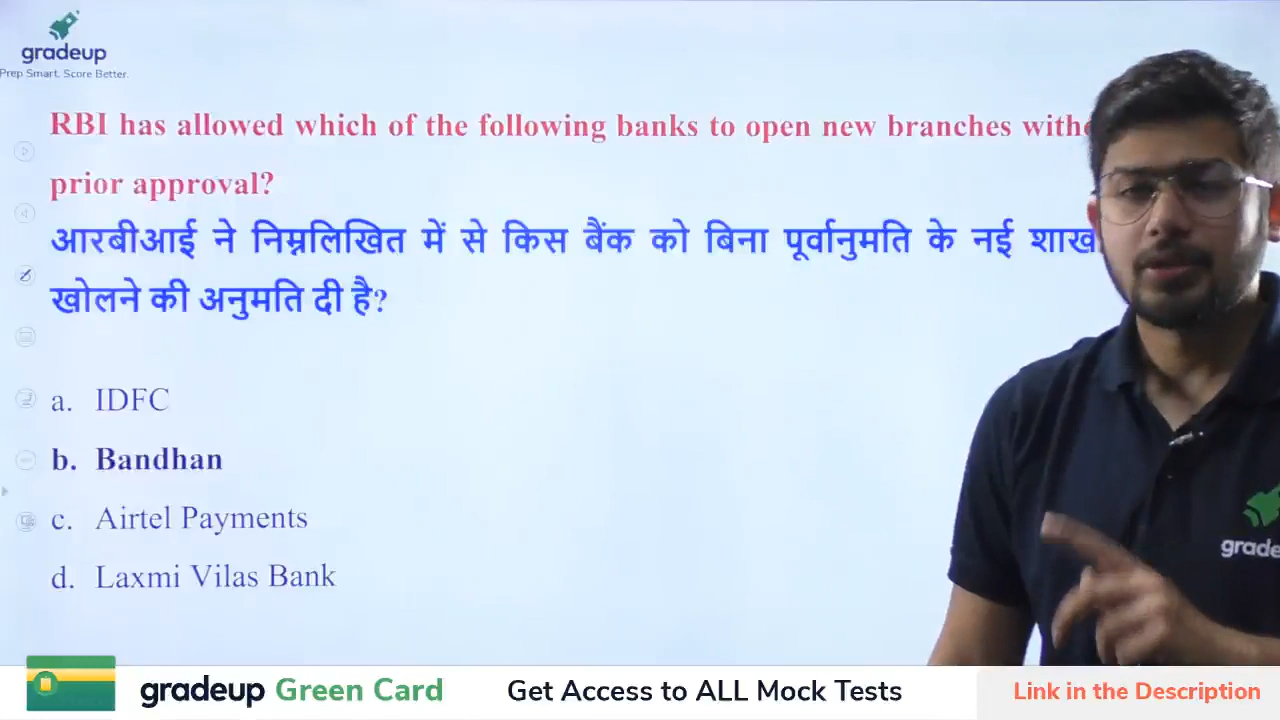 gradeup
Prep Smart. Score Better.
RBI has allowed which of the following banks to open new branches
prior approval?
आरबीआई ने निम्नलिखित में से किस बैंक को बिना पूर्वानुमति के नई
खोलने की अनुमति दी है?
a. IDFC
b. Bandhan
c. Airtel Payments
d. Laxmi Vilas Bank
gradeup Green Card Get Access to ALL Mock Tests Link in the Description